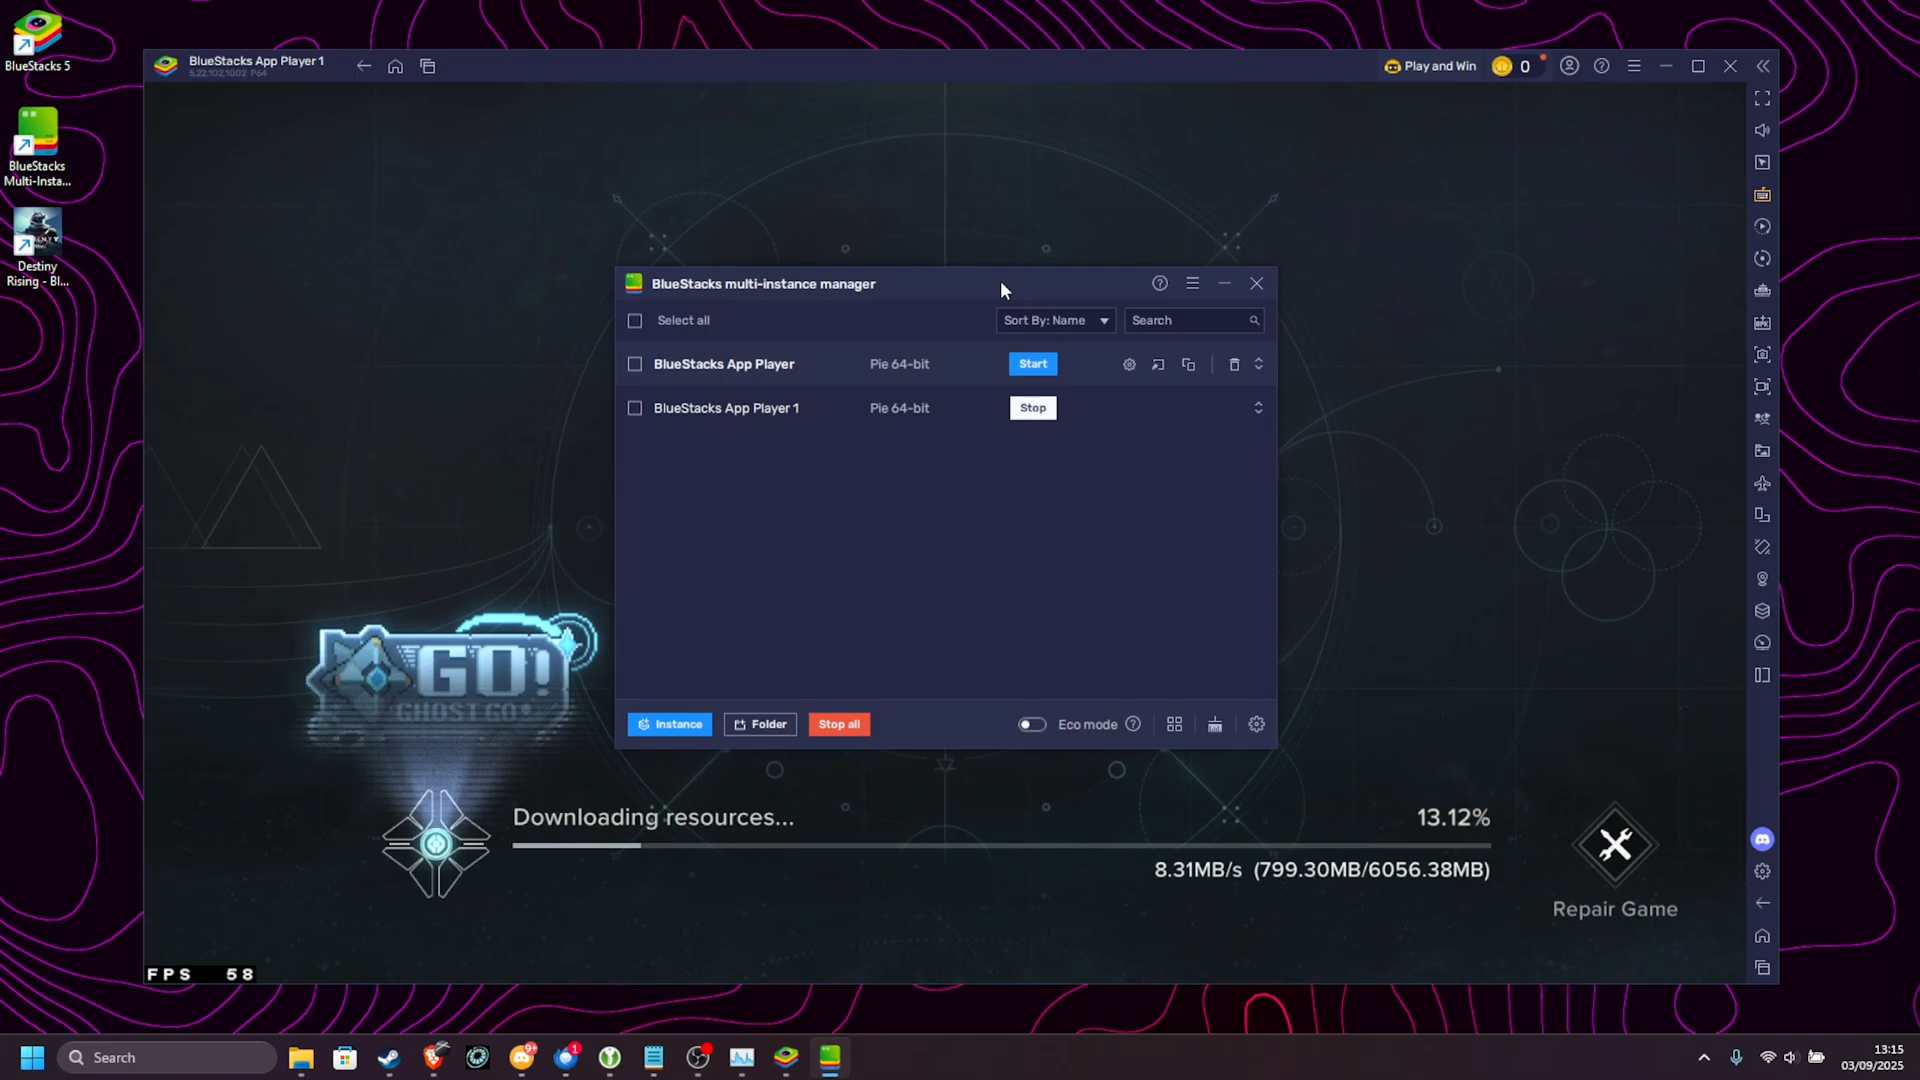 BlueStacks 5
BlueStacks
Multi-Insta...
Destiny
Rising - Bl...
BlueStacks App Player 1
5.22.102.1002 P64
Play and Win
0
BlueStacks multi-instance manager
Select all
Sort By: Name
Search
BlueStacks App Player
Pie 64-bit
Start
BlueStacks App Player 1
Pie 64-bit
Stop
Instance
Folder
Stop all
Eco mode
GO!
GHOST GO
Downloading resources...
13.12%
8.31MB/s (799.30MB/6056.38MB)
Repair Game
FPS 58
Search
9+
1
13:15
03/09/2025